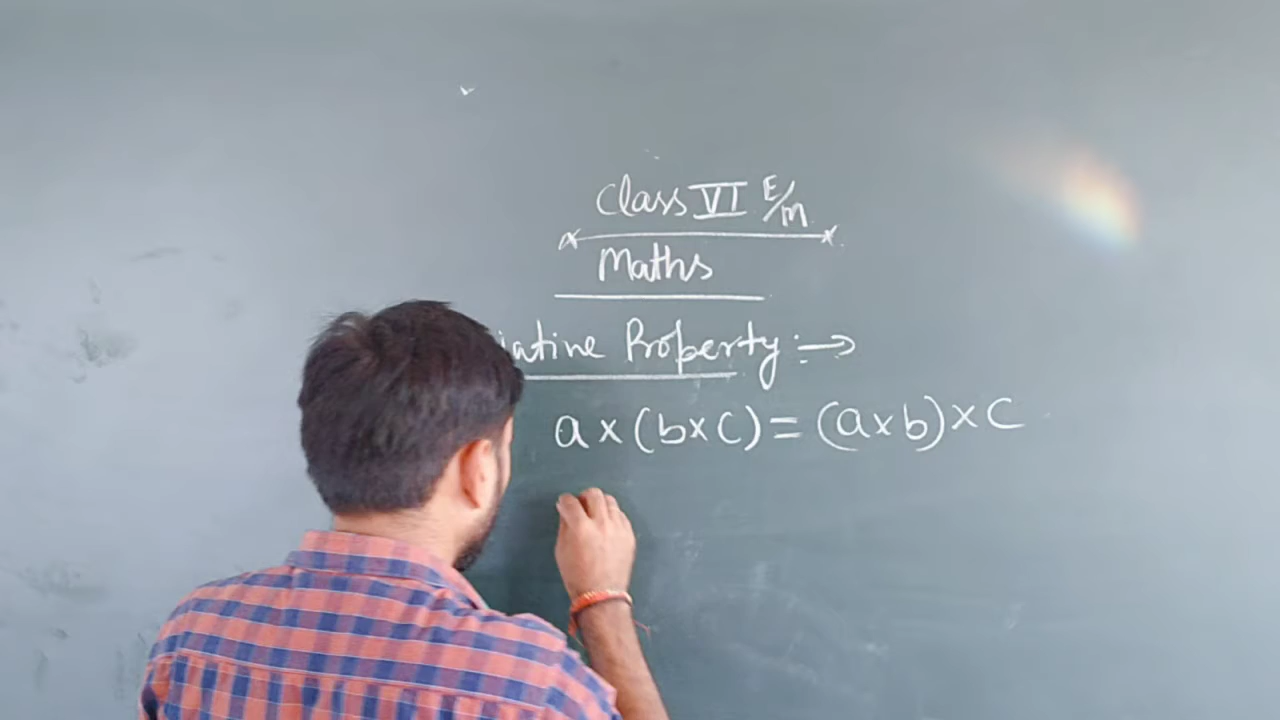 Class VI E/m
Maths
iative Property :→
a × (b × c) = (a × b) × c